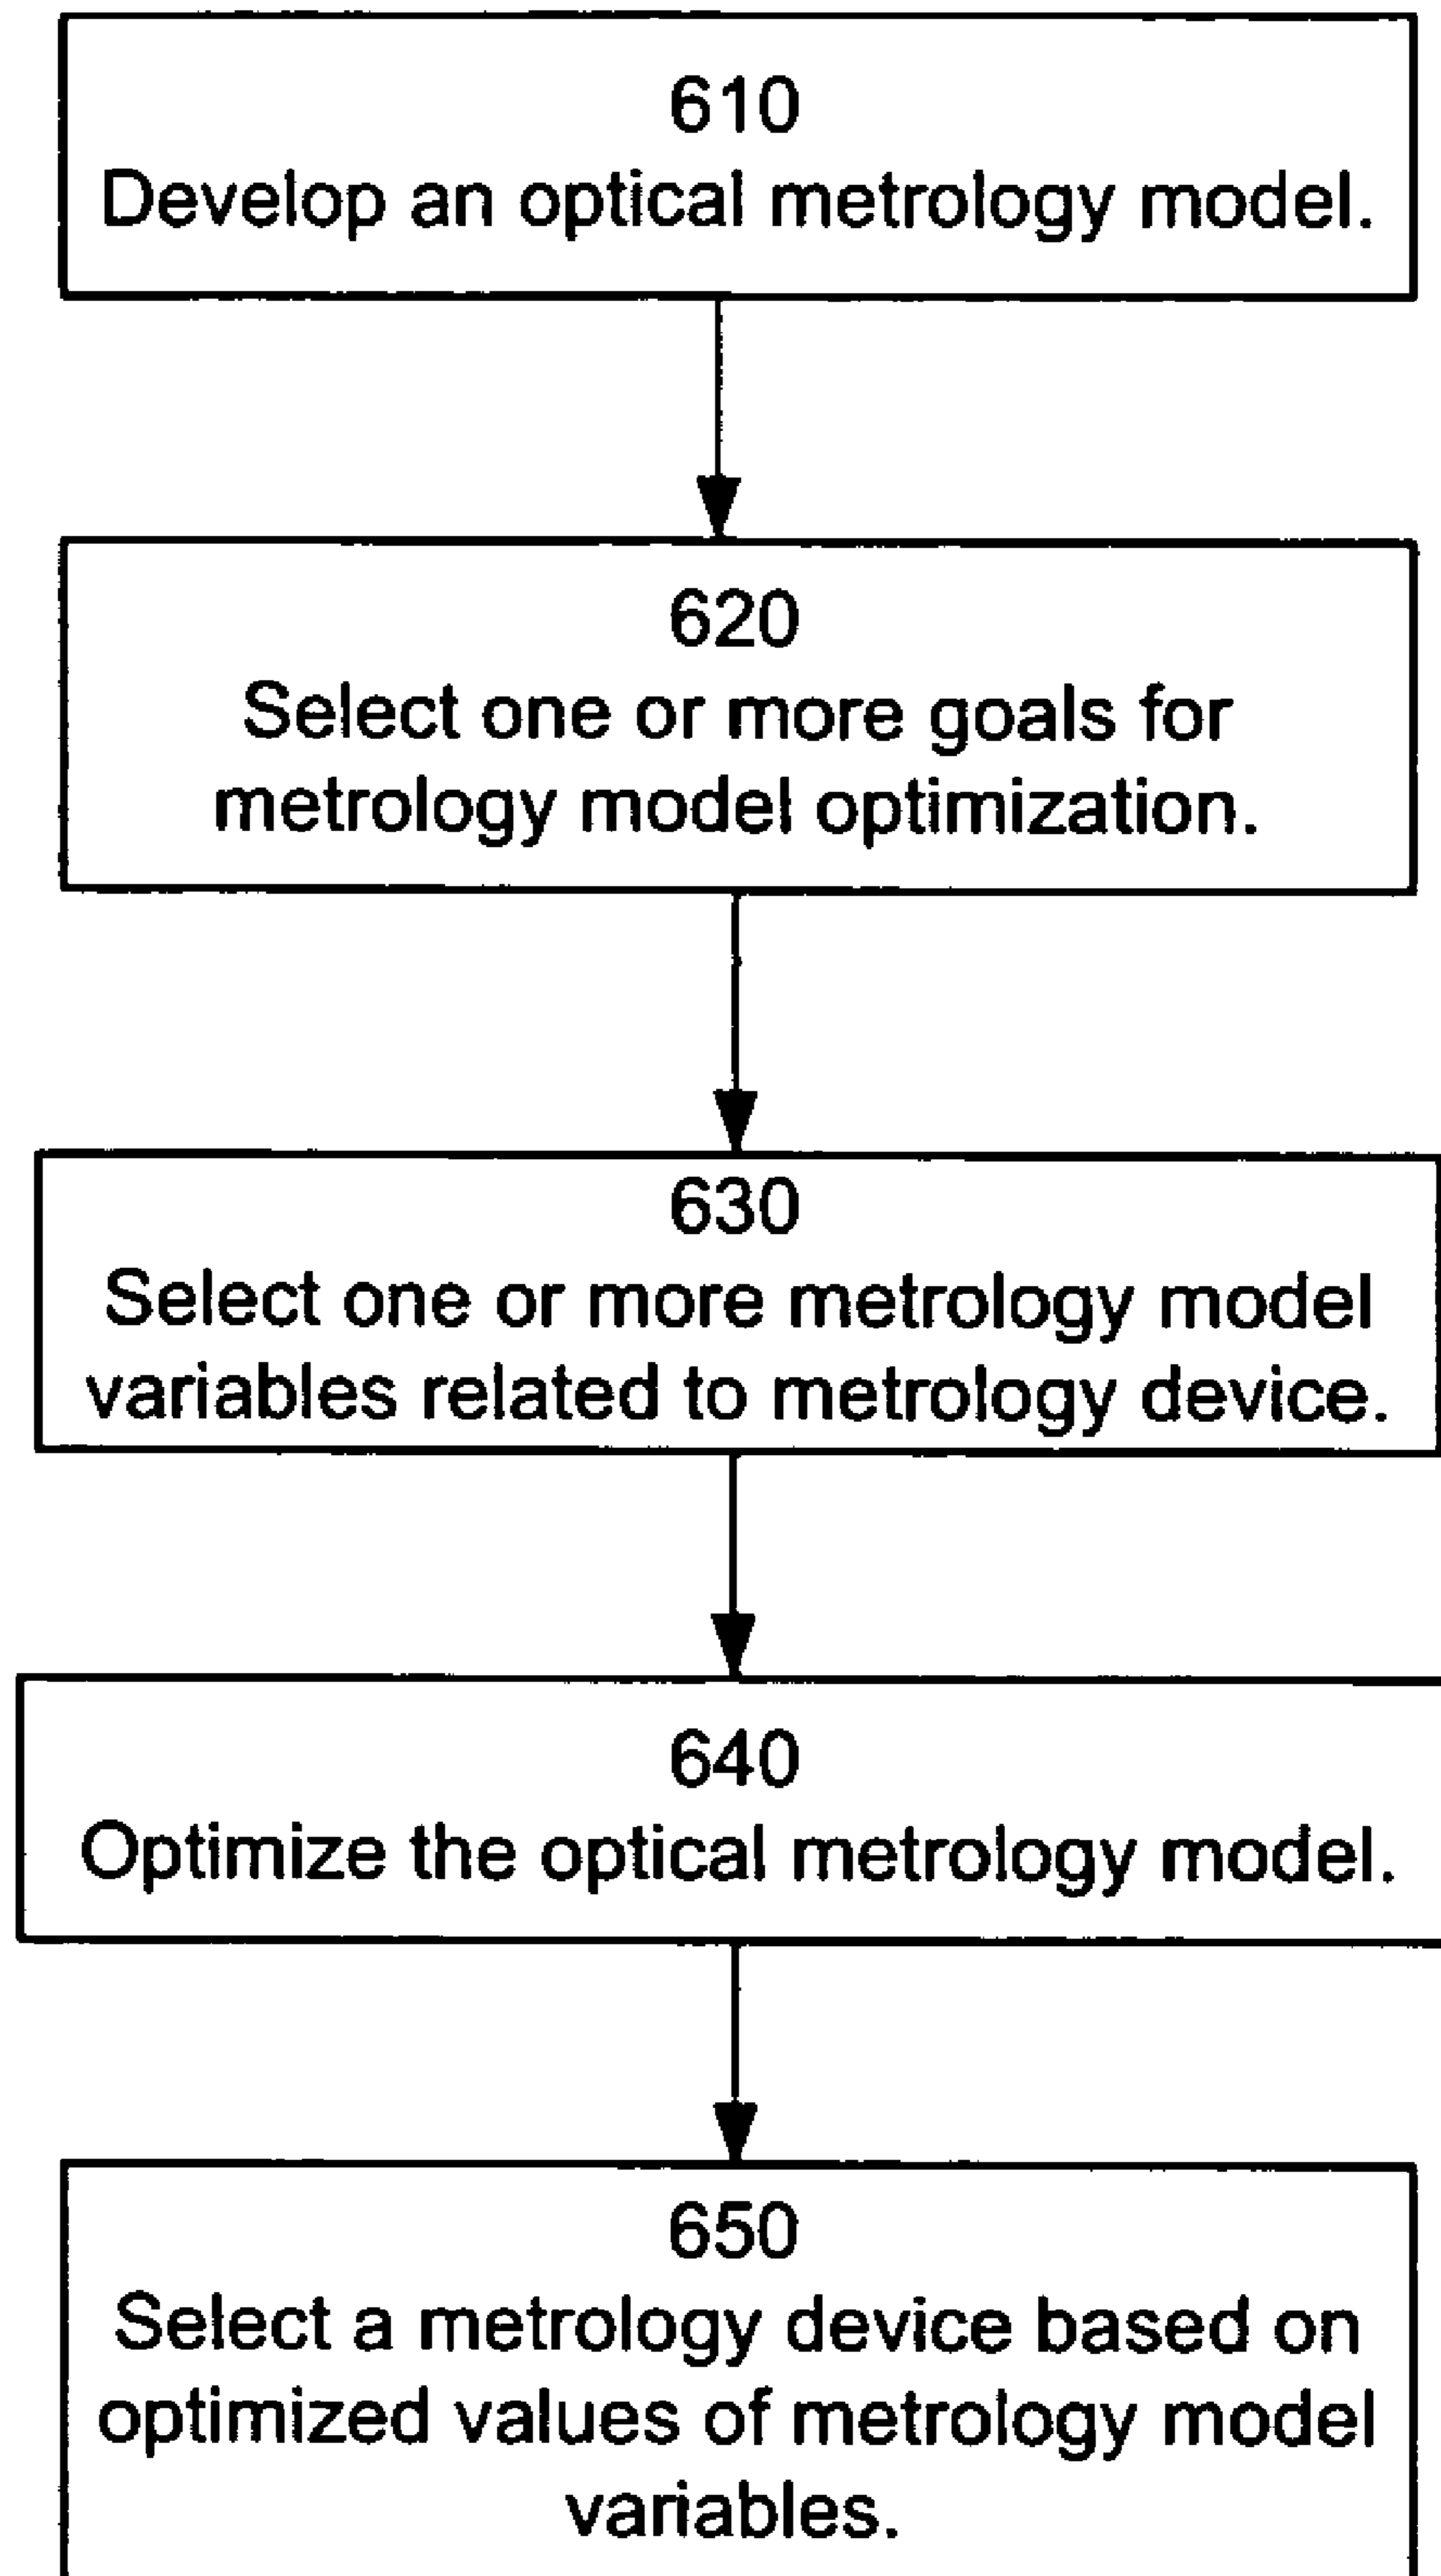 610
Develop an optical metrology model.
620
Select one or more goals for
metrology model optimization.
630
Select one or more metrology model
variables related to metrology device.
640
Optimize the optical metrology model.
650
Select a metrology device based on
optimized values of metrology model
variables.